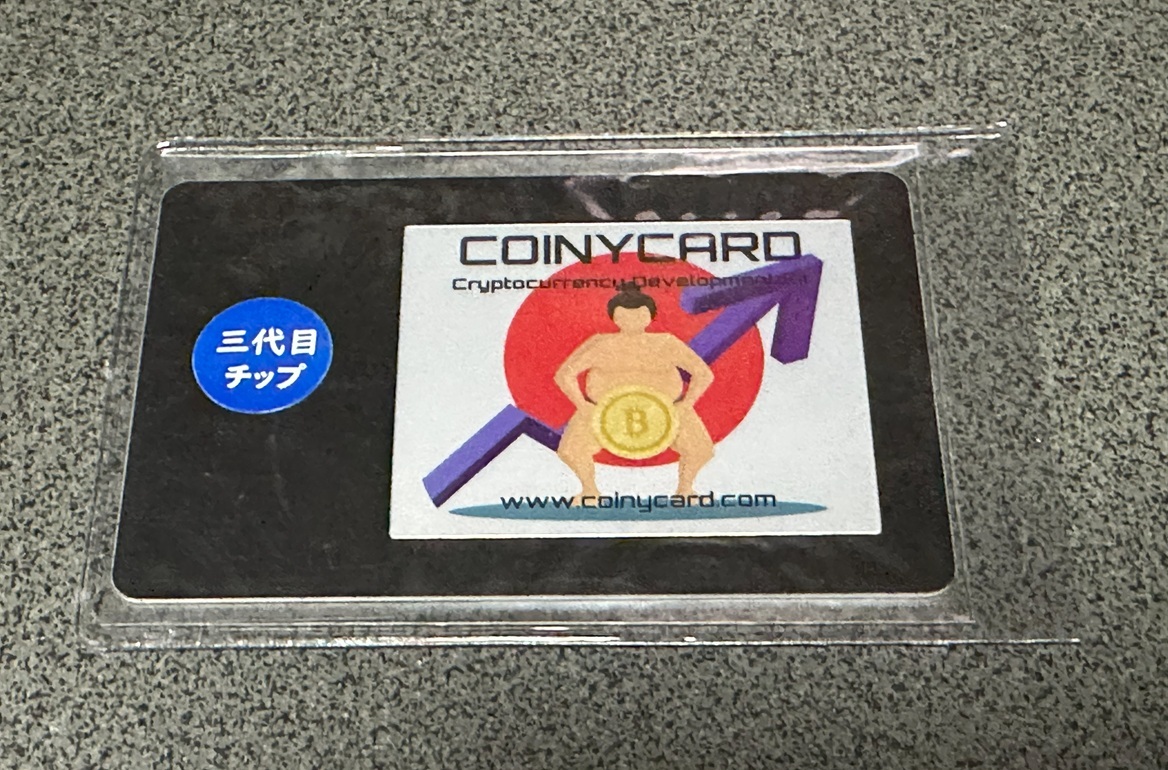 COINYCARD
Cryptocurrency Development
三代目
チップ
B
www.coinycard.com